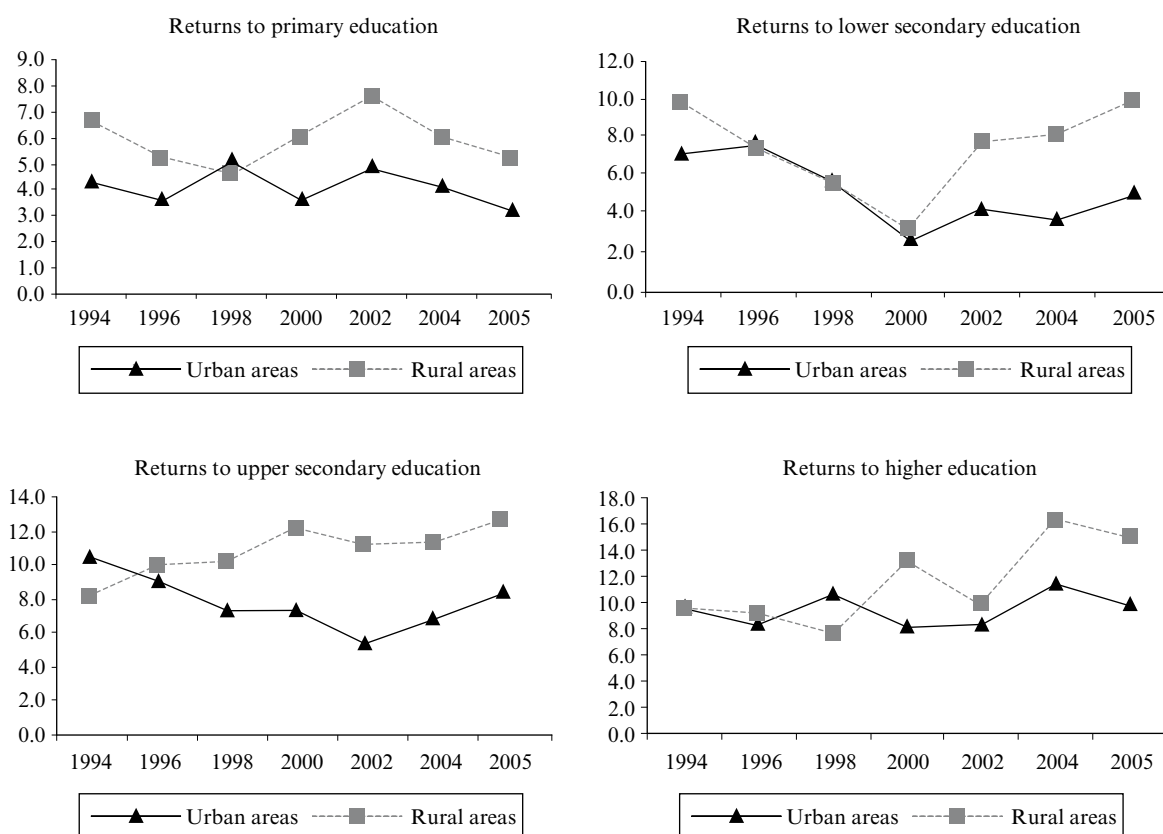 Returns to primary education
9.0
8.0
7.0
6.0
5.0
4.0
3.0
2.0
1.0
0.0
1994 1996 1998 2000 2002 2004 2005
Urban areas Rural areas
Returns to lower secondary education
12.0
10.0
8.0
6.0
4.0
2.0
0.0
1994 1996 1998 2000 2002 2004 2005
Urban areas Rural areas
Returns to upper secondary education
14.0
12.0
10.0
8.0
6.0
4.0
2.0
0.0
1994 1996 1998 2000 2002 2004 2005
Urban areas Rural areas
Returns to higher education
18.0
16.0
14.0
12.0
10.0
8.0
6.0
4.0
2.0
0.0
1994 1996 1998 2000 2002 2004 2005
Urban areas Rural areas